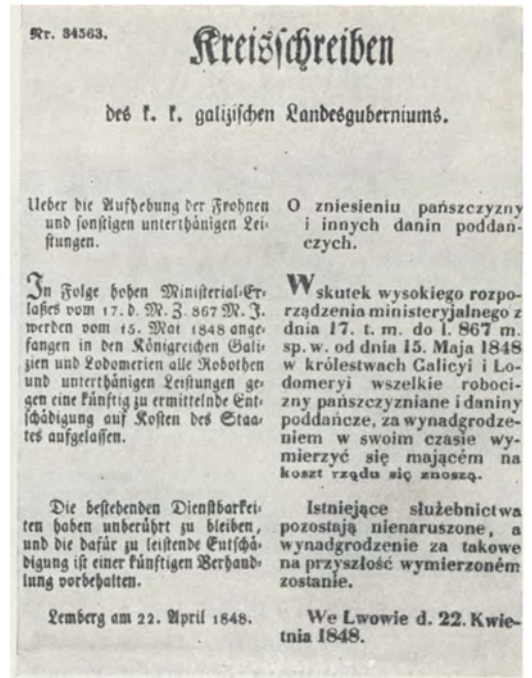 Nr. 34563.
Kreisschreiben
des k. k. galizischen Landesguberniums.
Ueber die Aufhebung der Frohnen
und sonstigen unterthänigen Lei-
stungen.
In Folge hohen Ministerial-Er-
laßes vom 17. d. M. Z. 867 M. J.
werden vom 15. Mai 1848 ange-
fangen in den Königreichen Gali-
zien und Lodomerien alle Robothen
und unterthänigen Leistungen ge-
gen eine künftig zu ermittelnde Ent-
schädigung auf Kosten des Staa-
tes aufgelassen.
Die bestehenden Dienstbarkei-
ten haben unberührt zu bleiben,
und die dafür zu leistende Entschä-
digung ist einer künftigen Verhand-
lung vorbehalten.
Lemberg am 22. April 1848.
O zniesieniu pańszczyzny
i innych danin poddań-
czych.
Wskutek wysokiego rozpo-
rządzenia ministeryjalnego z
dnia 17. t. m. do l. 867 m.
sp. w. od dnia 15. Maja 1848
w królestwach Galicyi i Lo-
domeryi wszelkie roboci-
zny pańszczyzniane i daniny
poddańcze, za wynadgrodze-
niem w swoim czasie wy-
mierzyć się mającém na
koszt rządu się znoszą.
Istniejące służebnictwa
pozostają nienaruszone, a
wynadgrodzenie za takowe
na przyszłość wymierzoném
zostanie.
We Lwowie d. 22. Kwie-
tnia 1848.